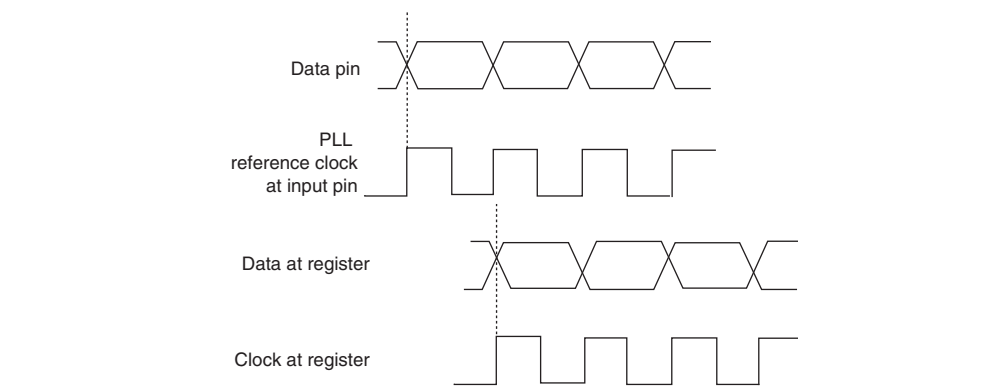 Data pin
PLL
reference clock
at input pin
Data at register
Clock at register